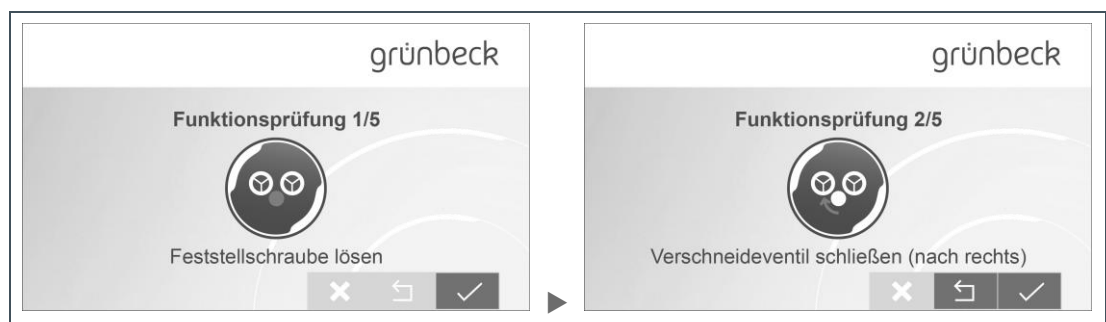 grünbeck
Funktionsprüfung 1/5
Feststellschraube lösen
grünbeck
Funktionsprüfung 2/5
Verschneideventil schließen (nach rechts)